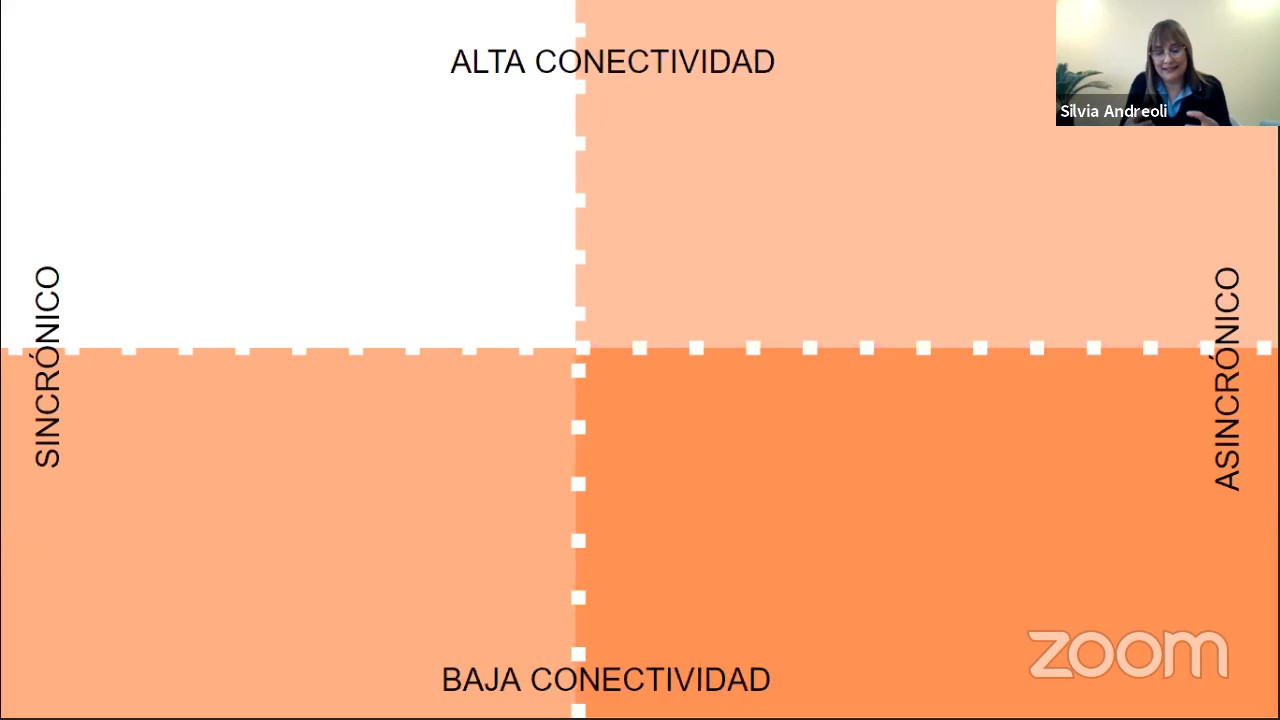 ALTA CONECTIVIDAD
Silvia Andreoli
SINCRÓNICO
ASINCRÓNICO
BAJA CONECTIVIDAD
zoom